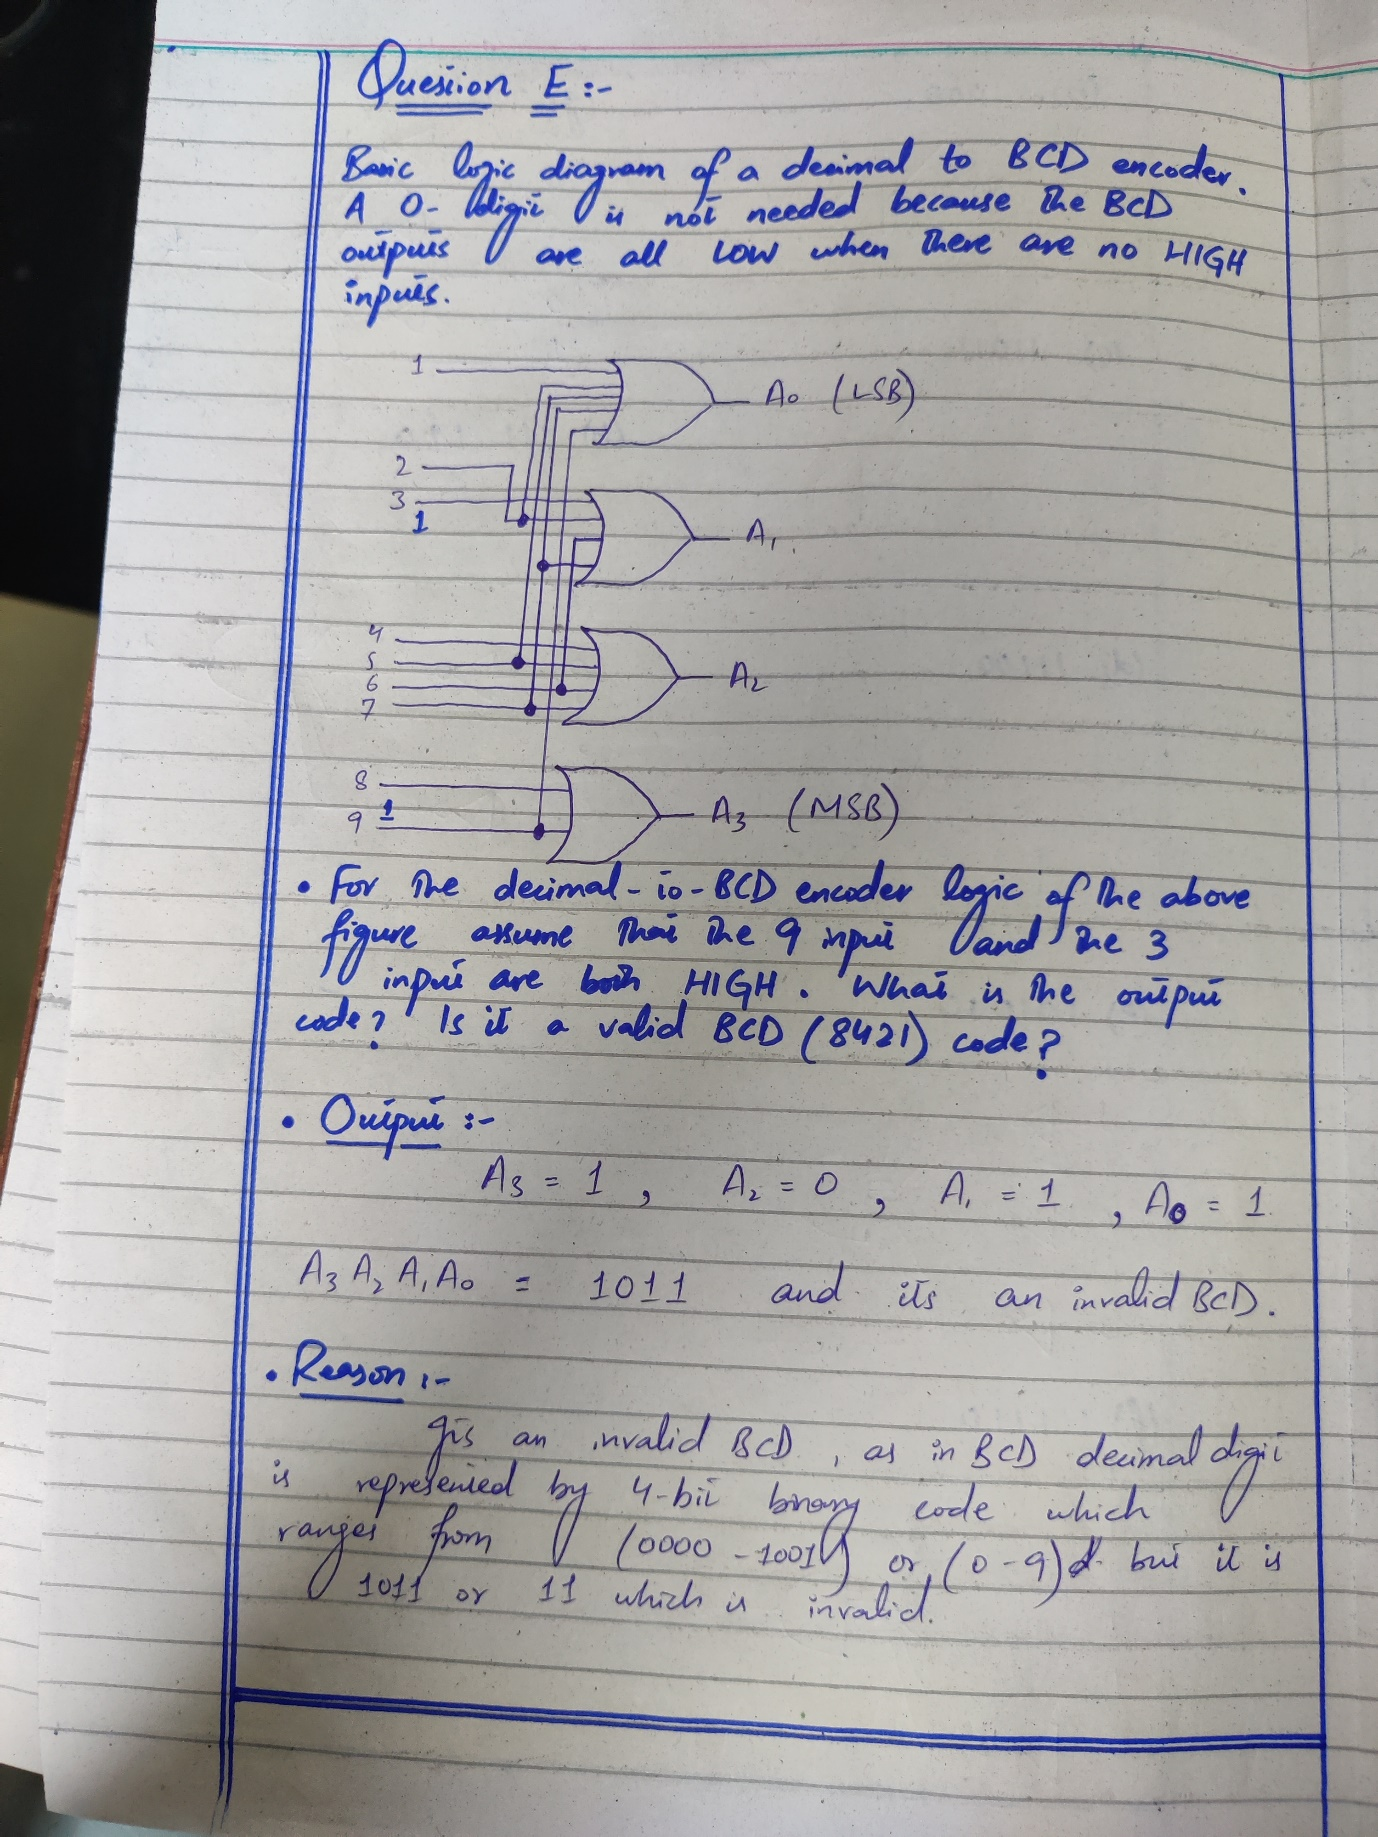 Question E :-
Basic logic diagram of a decimal to BCD encoder.
A 0-digit is not needed because the BCD
outputs are all LOW when there are no HIGH
inputs.
1
A0 (LSB)
2
3
1
A1
4
5
6
7
A2
8
9 1
A3 (MSB)
• For the decimal-to-BCD encoder logic of the above
figure assume that the 9 input and the 3
input are both HIGH. What is the output
code? Is it a valid BCD (8421) code?
• Output :-
A3 = 1 , A2 = 0 , A1 = 1 , A0 = 1
A3 A2 A1 A0 = 1011 and its an invalid BCD.
• Reason :-
Its an invalid BCD , as in BCD decimal digit
is represented by 4-bit binary code which
ranges from (0000 - 1001) or (0-9) but it is
1011 or 11 which is invalid.